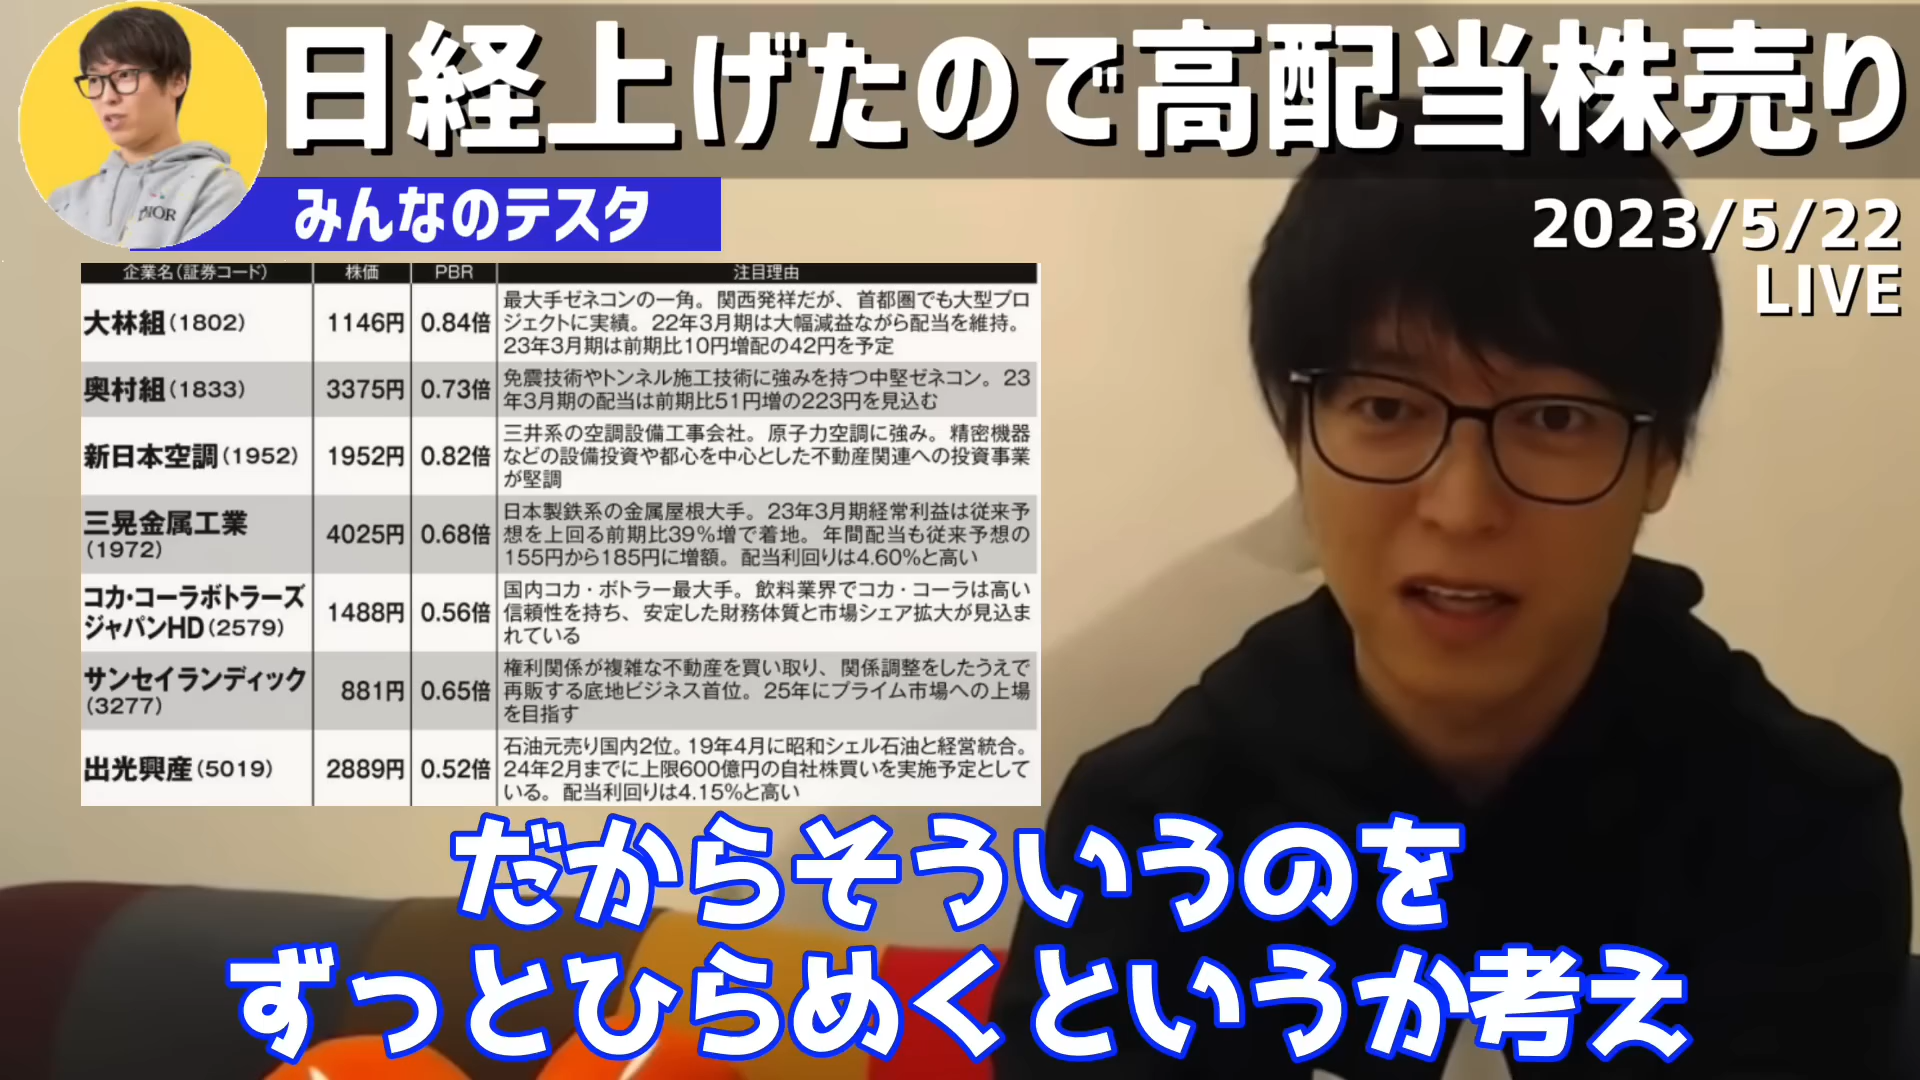 日経上げたので高配当株売り
みんなのテスタ
2023/5/22
LIVE
DIOR
企業名(証券コード) 株価 PBR 注目理由
大林組(1802) 1146円 0.84倍
最大手ゼネコンの一角。関西発祥だが、首都圏でも大型プロ
ジェクトに実績。22年3月期は大幅減益ながら配当を維持。
23年3月期は前期比10円増配の42円を予定
奥村組(1833) 3375円 0.73倍
免震技術やトンネル施工技術に強みを持つ中堅ゼネコン。23
年3月期の配当は前期比51円増の223円を見込む
新日本空調(1952) 1952円 0.82倍
三井系の空調設備工事会社。原子力空調に強み。精密機器
などの設備投資や都心を中心とした不動産関連への投資事業
が堅調
三晃金属工業
(1972)
4025円 0.68倍
日本製鉄系の金属屋根大手。23年3月期経常利益は従来予
想を上回る前期比39%増で着地。年間配当も従来予想の
155円から185円に増額。配当利回りは4.60%と高い
コカ・コーラボトラーズ
ジャパンHD(2579)
1488円 0.56倍
国内コカ・ボトラー最大手。飲料業界でコカ・コーラは高い
信頼性を持ち、安定した財務体質と市場シェア拡大が見込ま
れている
サンセイランディック
(3277)
881円 0.65倍
権利関係が複雑な不動産を買い取り、関係調整をしたうえで
再販する底地ビジネス首位。25年にプライム市場への上場
を目指す
出光興産(5019) 2889円 0.52倍
石油元売り国内2位。19年4月に昭和シェル石油と経営統合。
24年2月までに上限600億円の自社株買いを実施予定として
いる。配当利回りは4.15%と高い
だからそういうのを
ずっとひらめくというか考え